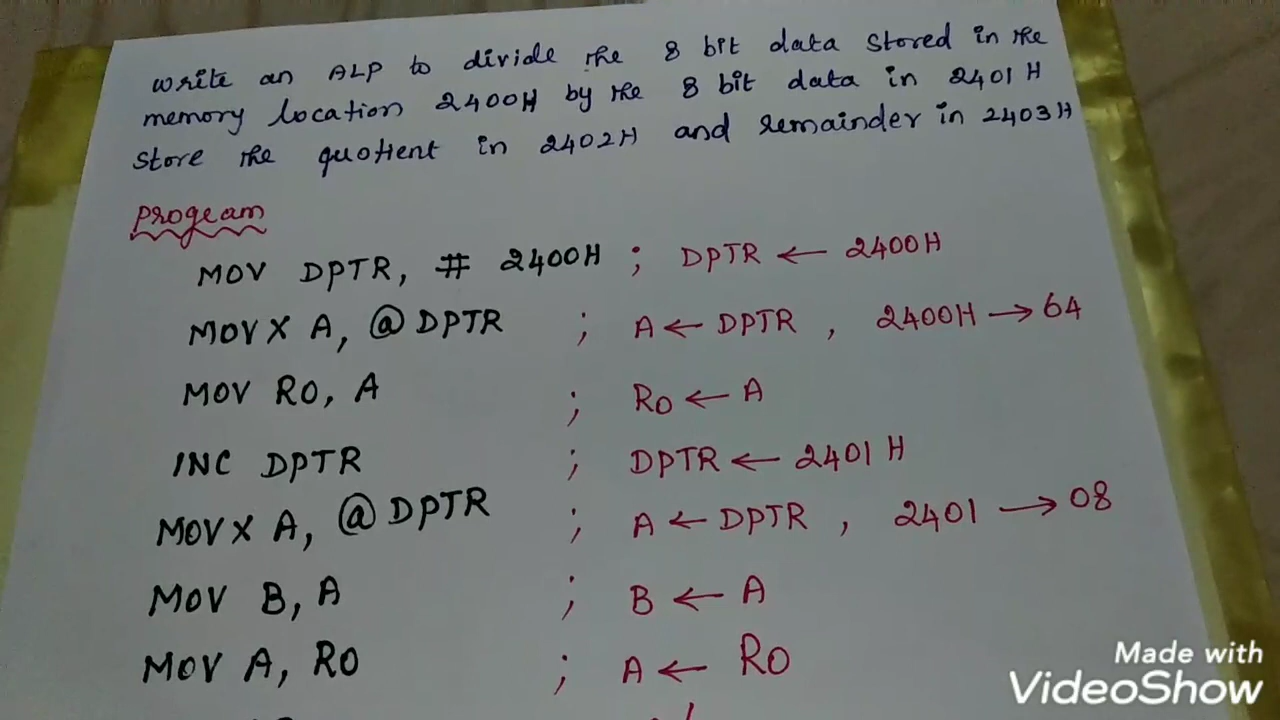 write an ALP to divide the 8 bit data stored in the
memory location 2400H by the 8 bit data in 2401 H
store the quotient in 2402H and remainder in 2403H
Program
MOV DPTR, # 2400H ; DPTR ← 2400H
MOVX A, @DPTR ; A ← DPTR , 2400H → 64
MOV R0, A ; R0 ← A
INC DPTR ; DPTR ← 2401 H
MOVX A, @DPTR ; A ← DPTR , 2401 → 08
MOV B, A ; B ← A
MOV A, R0 ; A ← R0
Made with
VideoShow